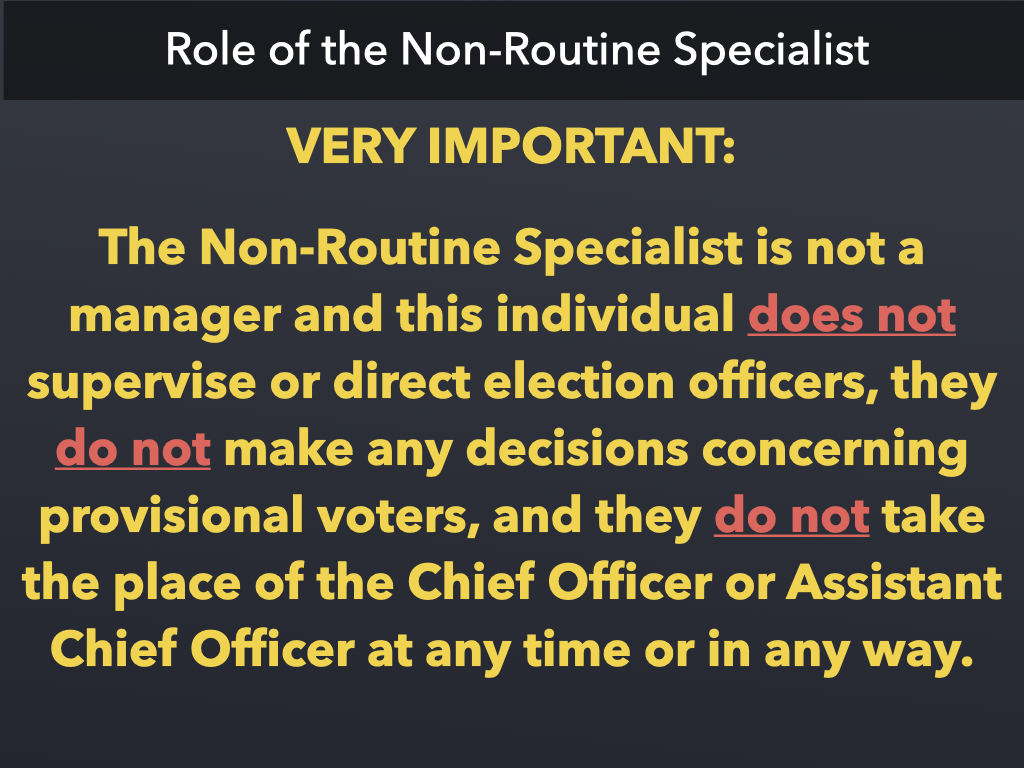 Role of the Non-Routine Specialist
VERY IMPORTANT:
The Non-Routine Specialist is not a
manager and this individual does not
supervise or direct election officers, they
do not make any decisions concerning
provisional voters, and they do not take
the place of the Chief Officer or Assistant
Chief Officer at any time or in any way.